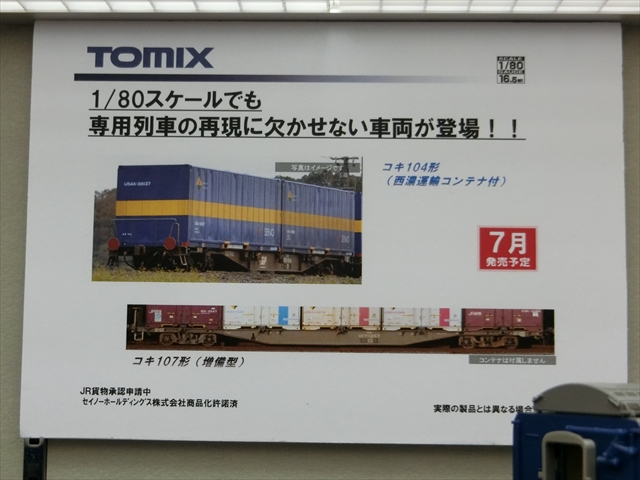 TOMIX
SCALE
1/80
GAUGE
16.5㎜
1/80スケールでも
専用列車の再現に欠かせない車両が登場！！
写真はイメージです
コキ104形
（西濃運輸コンテナ付）
7月
発売予定
コキ107形（増備型）
コンテナは付属しません
JR貨物承認申請中
セイノーホールディングス株式会社商品化許諾済
実際の製品とは異なる場合